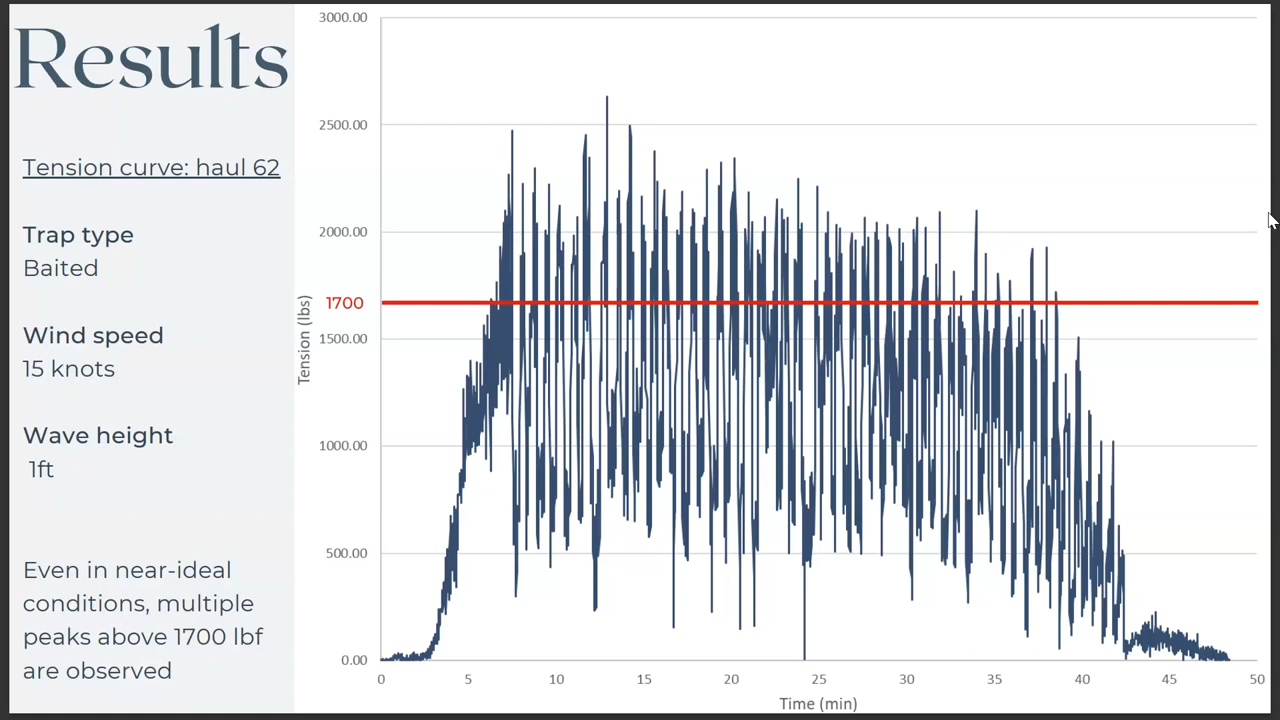 Results
Tension curve: haul 62
Trap type
Baited
Wind speed
15 knots
Wave height
1ft
Even in near-ideal
conditions, multiple
peaks above 1700 lbf
are observed
3000.00
2500.00
2000.00
1700
1500.00
1000.00
500.00
0.00
Tension (lbs)
0 5 10 15 20 25 30 35 40 45 50
Time (min)